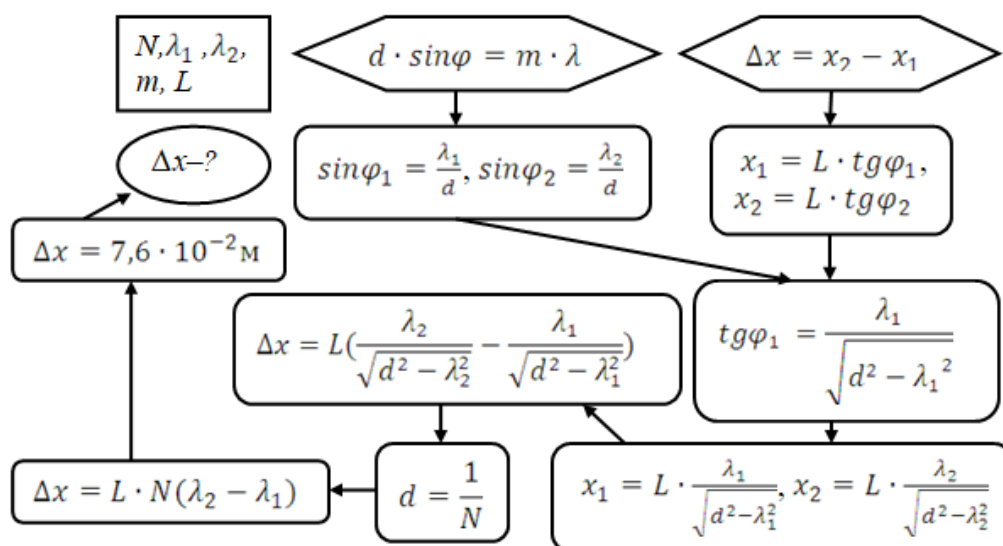 N,λ₁ ,λ₂,
m, L
d · sinφ = m · λ
Δx = x₂ − x₁
Δx–?
sinφ₁ = λ₁/d, sinφ₂ = λ₂/d
x₁ = L · tgφ₁,
x₂ = L · tgφ₂
Δx = 7,6 · 10⁻² м
Δx = L(λ₂/√(d² − λ₂²) − λ₁/√(d² − λ₁²))
tgφ₁ = λ₁/√(d² − λ₁²)
Δx = L · N(λ₂ − λ₁)
d = 1/N
x₁ = L · λ₁/√(d²−λ₁²), x₂ = L · λ₂/√(d²−λ₂²)